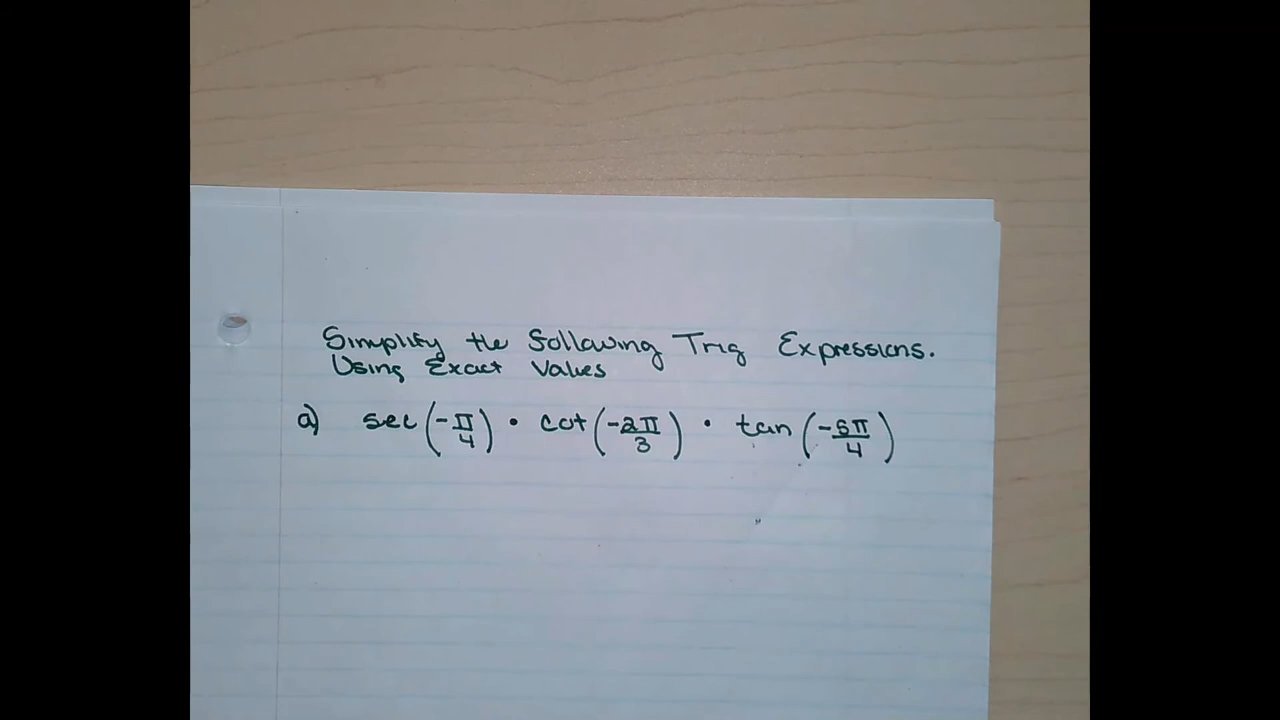 Simplify the Following Trig Expressions.
Using Exact Values
a) sec(-π/4) • cot(-2π/3) • tan(-5π/4)